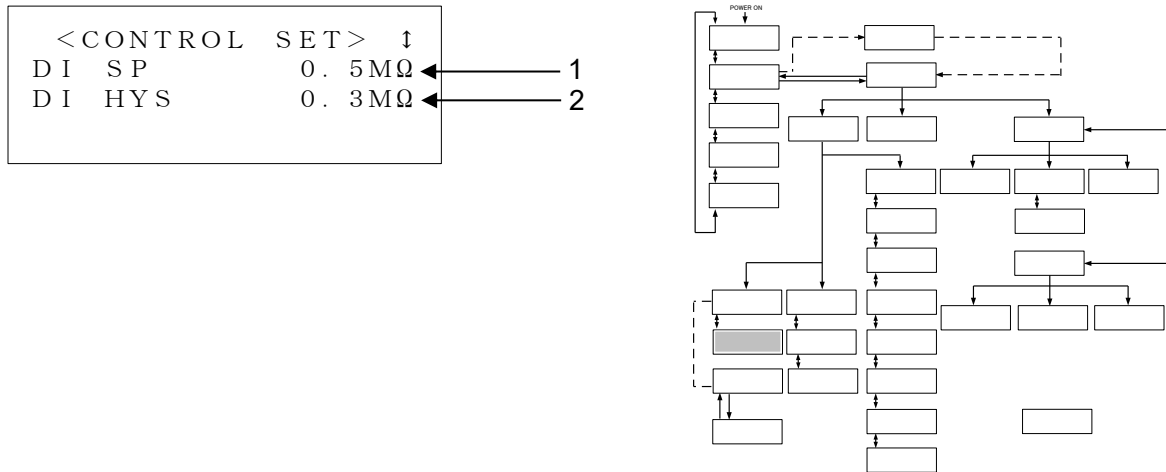 <CONTROL SET> ↕
DI SP 0.5MΩ
1
DI HYS 0.3MΩ
2
POWER ON